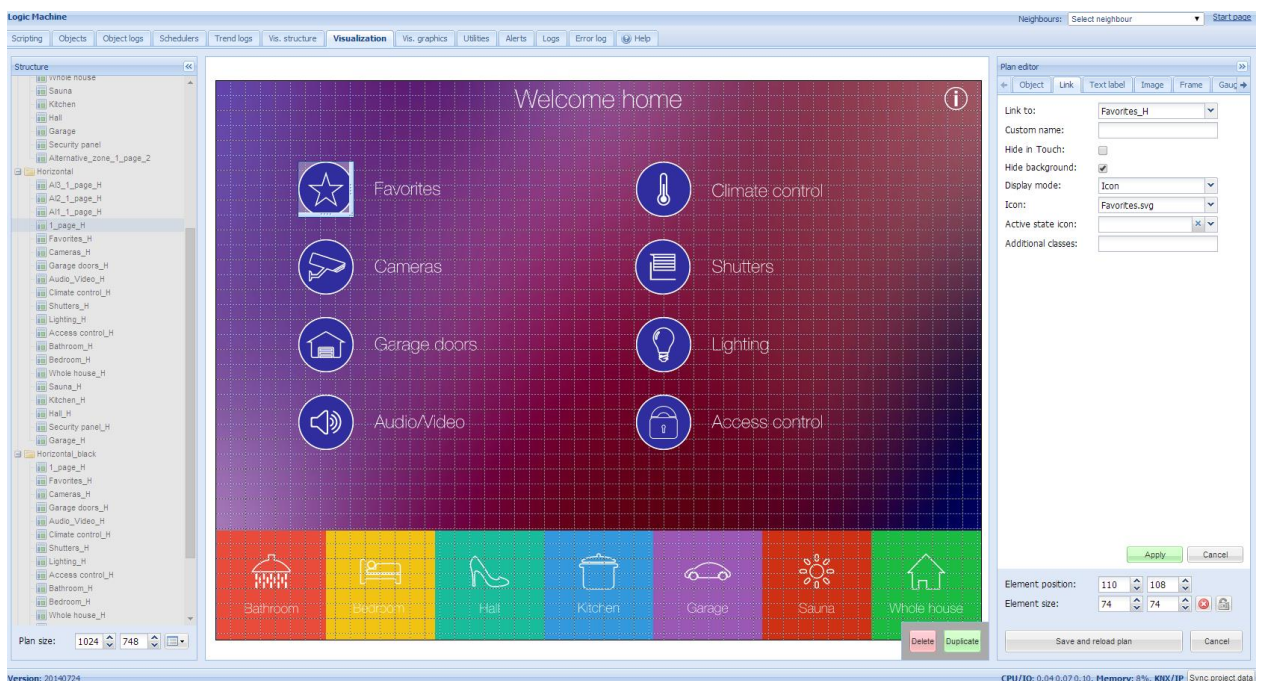 Logic Machine
Neighbours: Select neighbour Start page
Scripting Objects Object logs Schedulers Trend logs Vis. structure Visualization Vis. graphics Utilities Alerts Logs Error log Help
Structure
Whole house
Sauna
Kitchen
Hall
Garage
Security panel
Alternative_zone_1_page_2
Horizontal
Al3_1_page_H
Al2_1_page_H
Al1_1_page_H
1_page_H
Favorites_H
Cameras_H
Garage doors_H
Audio_Video_H
Climate control_H
Shutters_H
Lighting_H
Access control_H
Bathroom_H
Bedroom_H
Whole house_H
Sauna_H
Kitchen_H
Hall_H
Security panel_H
Garage_H
Horizontal_black
1_page_H
Favorites_H
Cameras_H
Garage doors_H
Audio_Video_H
Climate control_H
Shutters_H
Lighting_H
Access control_H
Bathroom_H
Bedroom_H
Whole house_H
Plan size: 1024 748
Welcome home
Favorites
Climate control
Cameras
Shutters
Garage doors
Lighting
Audio/Video
Access control
Bathroom
Bedroom
Hall
Kitchen
Garage
Sauna
Whole house
Delete Duplicate
Plan editor
Object Link Text label Image Frame Gaug
Link to: Favorites_H
Custom name:
Hide in Touch:
Hide background:
Display mode: Icon
Icon: Favorites.svg
Active state icon:
Additional classes:
Apply Cancel
Element position: 110 108
Element size: 74 74
Save and reload plan Cancel
Version: 20140724
CPU/IO: 0.04 0.07 0.10, Memory: 8%, KNX/IP Sync project data